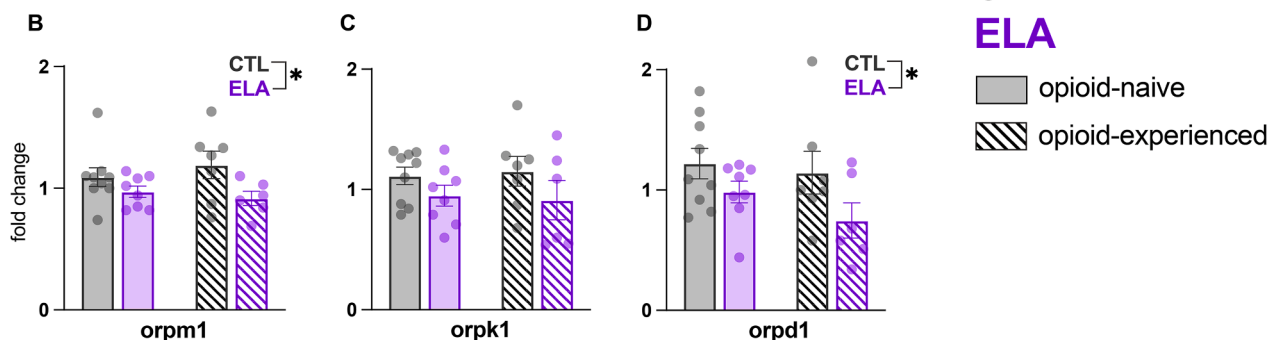 B
C
D
ELA
opioid-naive
opioid-experienced
fold change
2
1
0
CTL
ELA
*
orpm1
2
1
0
orpk1
2
1
0
CTL
ELA
*
orpd1